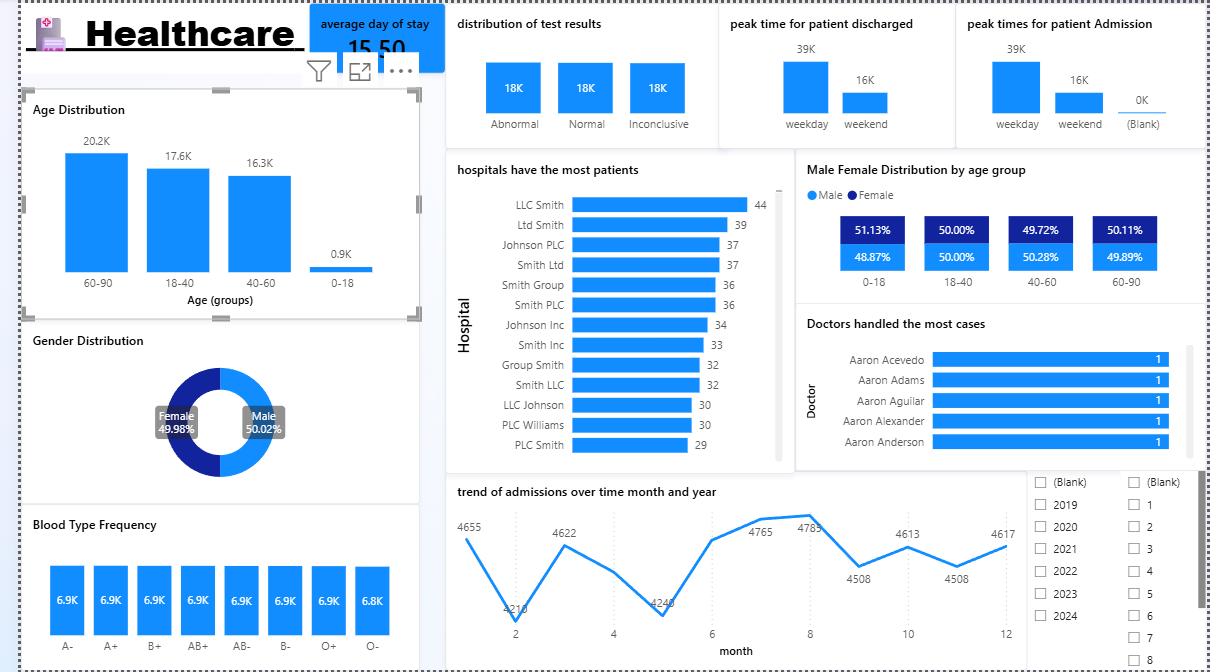 Healthcare
average day of stay
15.50
Age Distribution
20.2K
17.6K
16.3K
0.9K
60-90
18-40
40-60
0-18
Age (groups)
Gender Distribution
Female
49.98%
Male
50.02%
Blood Type Frequency
6.9K
6.9K
6.9K
6.9K
6.9K
6.9K
6.9K
6.8K
A-
A+
B+
AB+
AB-
B-
O+
O-
distribution of test results
18K
18K
18K
Abnormal
Normal
Inconclusive
peak time for patient discharged
39K
16K
weekday
weekend
peak times for patient Admission
39K
16K
0K
weekday
weekend
(Blank)
hospitals have the most patients
Hospital
LLC Smith 44
Ltd Smith 39
Johnson PLC 37
Smith Ltd 37
Smith Group 36
Smith PLC 36
Johnson Inc 34
Smith Inc 33
Group Smith 32
Smith LLC 32
LLC Johnson 30
PLC Williams 30
PLC Smith 29
Male Female Distribution by age group
Male Female
51.13% 50.00% 49.72% 50.11%
48.87% 50.00% 50.28% 49.89%
0-18 18-40 40-60 60-90
Doctors handled the most cases
Doctor
Aaron Acevedo 1
Aaron Adams 1
Aaron Aguilar 1
Aaron Alexander 1
Aaron Anderson 1
trend of admissions over time month and year
4655
4210
4622
4240
4765
4785
4508
4613
4508
4617
2 4 6 8 10 12
month
(Blank)
2019
2020
2021
2022
2023
2024
(Blank)
1
2
3
4
5
6
7
8